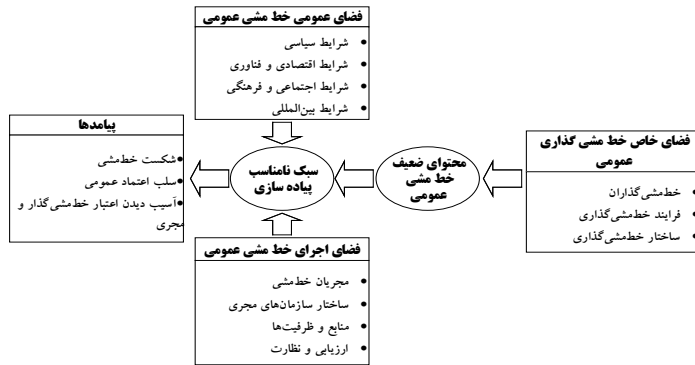 فضای عمومی خط مشی عمومی
شرایط سیاسی
شرایط اقتصادی و فناوری
شرایط اجتماعی و فرهنگی
شرایط بین‌المللی
فضای خاص خط مشی گذاری
عمومی
خط‌مشی‌گذاران
فرایند خط‌مشی‌گذاری
ساختار خط‌مشی‌گذاری
محتوای ضعیف
خط مشی
عمومی
سبک نامناسب
پیاده سازی
پیامدها
شکست خط‌مشی
سلب اعتماد عمومی
آسیب دیدن اعتبار خط‌مشی‌گذار و
مجری
فضای اجرای خط مشی عمومی
مجریان خط‌مشی
ساختار سازمان‌های مجری
منابع و ظرفیت‌ها
ارزیابی و نظارت